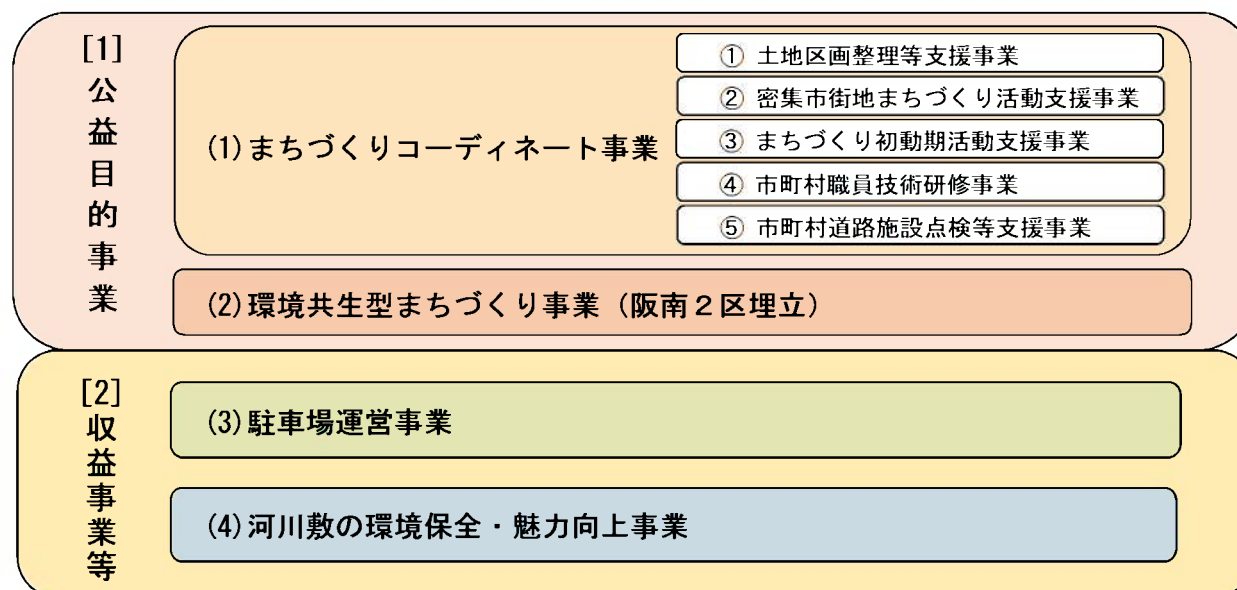 [1]
公益目的事業
(1)まちづくりコーディネート事業
① 土地区画整理等支援事業
② 密集市街地まちづくり活動支援事業
③ まちづくり初動期活動支援事業
④ 市町村職員技術研修事業
⑤ 市町村道路施設点検等支援事業
(2)環境共生型まちづくり事業（阪南２区埋立）
[2]
収益事業等
(3)駐車場運営事業
(4)河川敷の環境保全・魅力向上事業